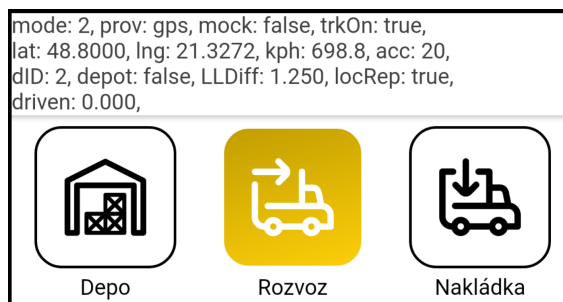 mode: 2, prov: gps, mock: false, trkOn: true,
lat: 48.8000, lng: 21.3272, kph: 698.8, acc: 20,
dID: 2, depot: false, LLDiff: 1.250, locRep: true,
driven: 0.000,
Depo Rozvoz Nakládka